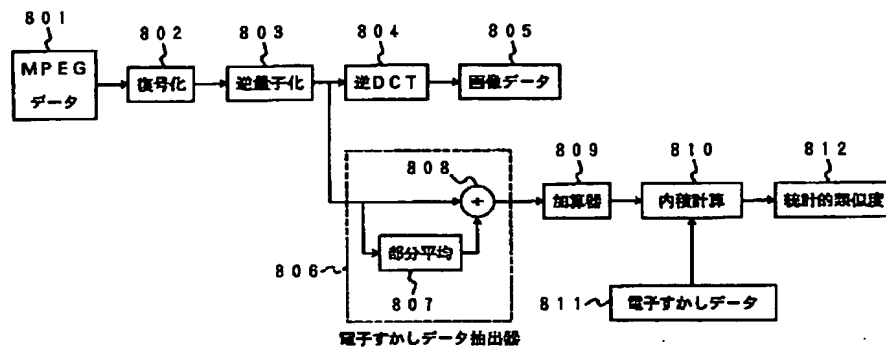 801
MPEG
データ
802
復号化
803
逆量子化
804
逆DCT
805
画像データ
806
807
部分平均
808
÷
電子すかしデータ抽出器
809
加算器
810
内積計算
811
電子すかしデータ
812
統計的類似度